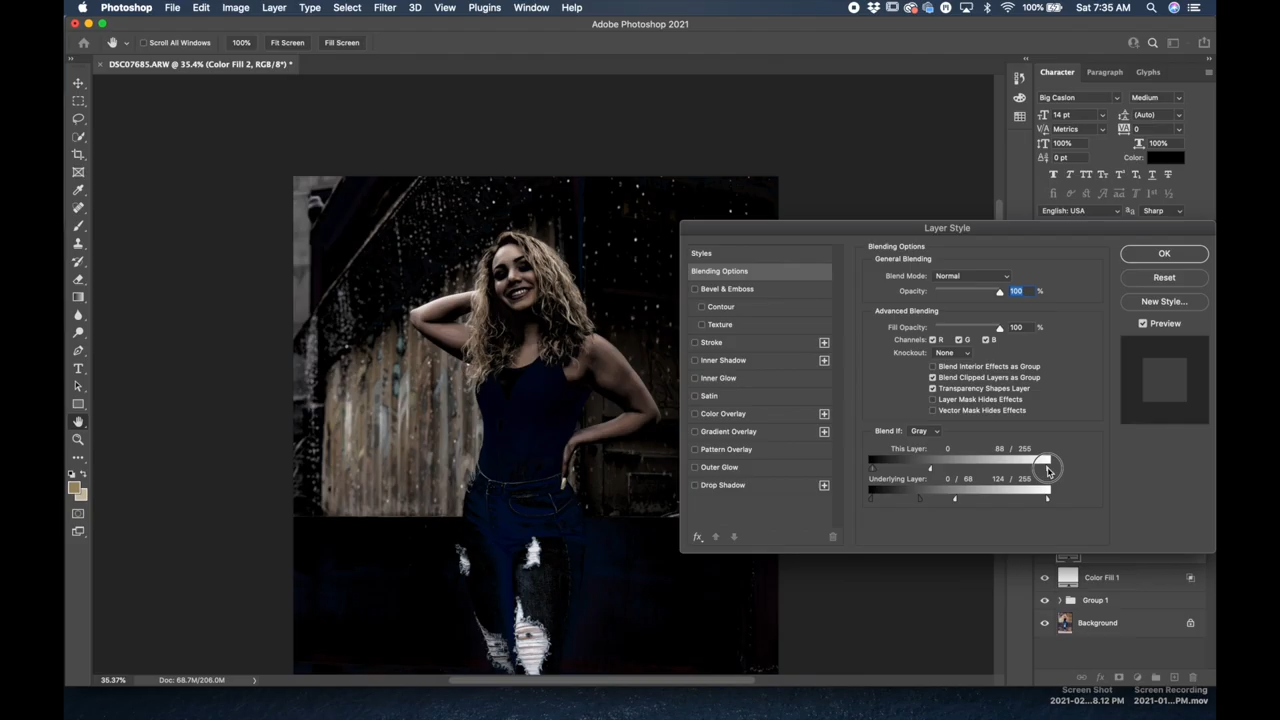 Photoshop File Edit Image Layer Type Select Filter 3D View Plugins Window Help 100% Sat 7:35 AM
Adobe Photoshop 2021
Scroll All Windows 100% Fit Screen Fill Screen
DSC07685.ARW @ 35.4% (Color Fill 2, RGB/8*) *
Character Paragraph Glyphs
Big Caslon Medium
14 pt (Auto)
Metrics 0
100% 100%
0 pt Color:
English: USA Sharp
Layer Style
Styles
Blending Options
Bevel & Emboss
Contour
Texture
Stroke
Inner Shadow
Inner Glow
Satin
Color Overlay
Gradient Overlay
Pattern Overlay
Outer Glow
Drop Shadow
fx
Blending Options
General Blending
Blend Mode: Normal
Opacity: 100 %
Advanced Blending
Fill Opacity: 100 %
Channels: R G B
Knockout: None
Blend Interior Effects as Group
Blend Clipped Layers as Group
Transparency Shapes Layer
Layer Mask Hides Effects
Vector Mask Hides Effects
Blend If: Gray
This Layer: 0 88 / 255
Underlying Layer: 0 / 68 124 / 255
OK
Reset
New Style...
Preview
Color Fill 1
Group 1
Background
35.37% Doc: 68.7M/206.0M
Screen Shot
2021-02...8.12 PM
Screen Recording
2021-01...PM.mov